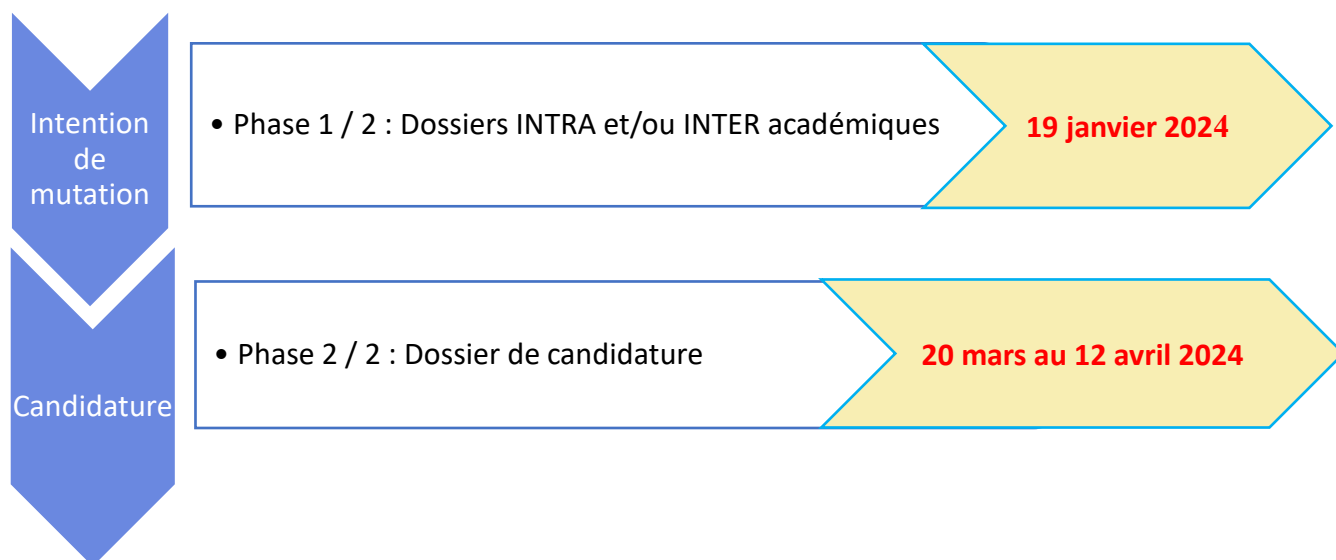 Intention
de
mutation
• Phase 1 / 2 : Dossiers INTRA et/ou INTER académiques
19 janvier 2024
Candidature
• Phase 2 / 2 : Dossier de candidature
20 mars au 12 avril 2024